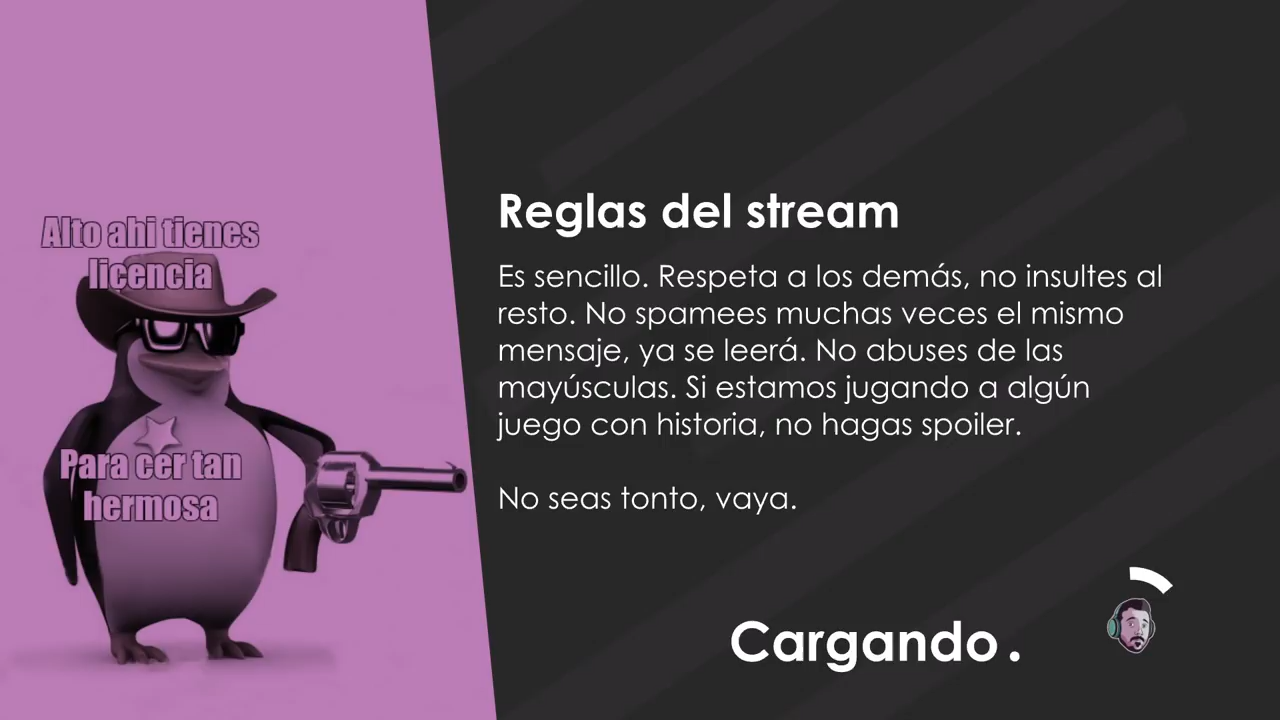 Alto ahi tienes
licencia
Para cer tan
hermosa
Reglas del stream
Es sencillo. Respeta a los demás, no insultes al
resto. No spamees muchas veces el mismo
mensaje, ya se leerá. No abuses de las
mayúsculas. Si estamos jugando a algún
juego con historia, no hagas spoiler.
No seas tonto, vaya.
Cargando.